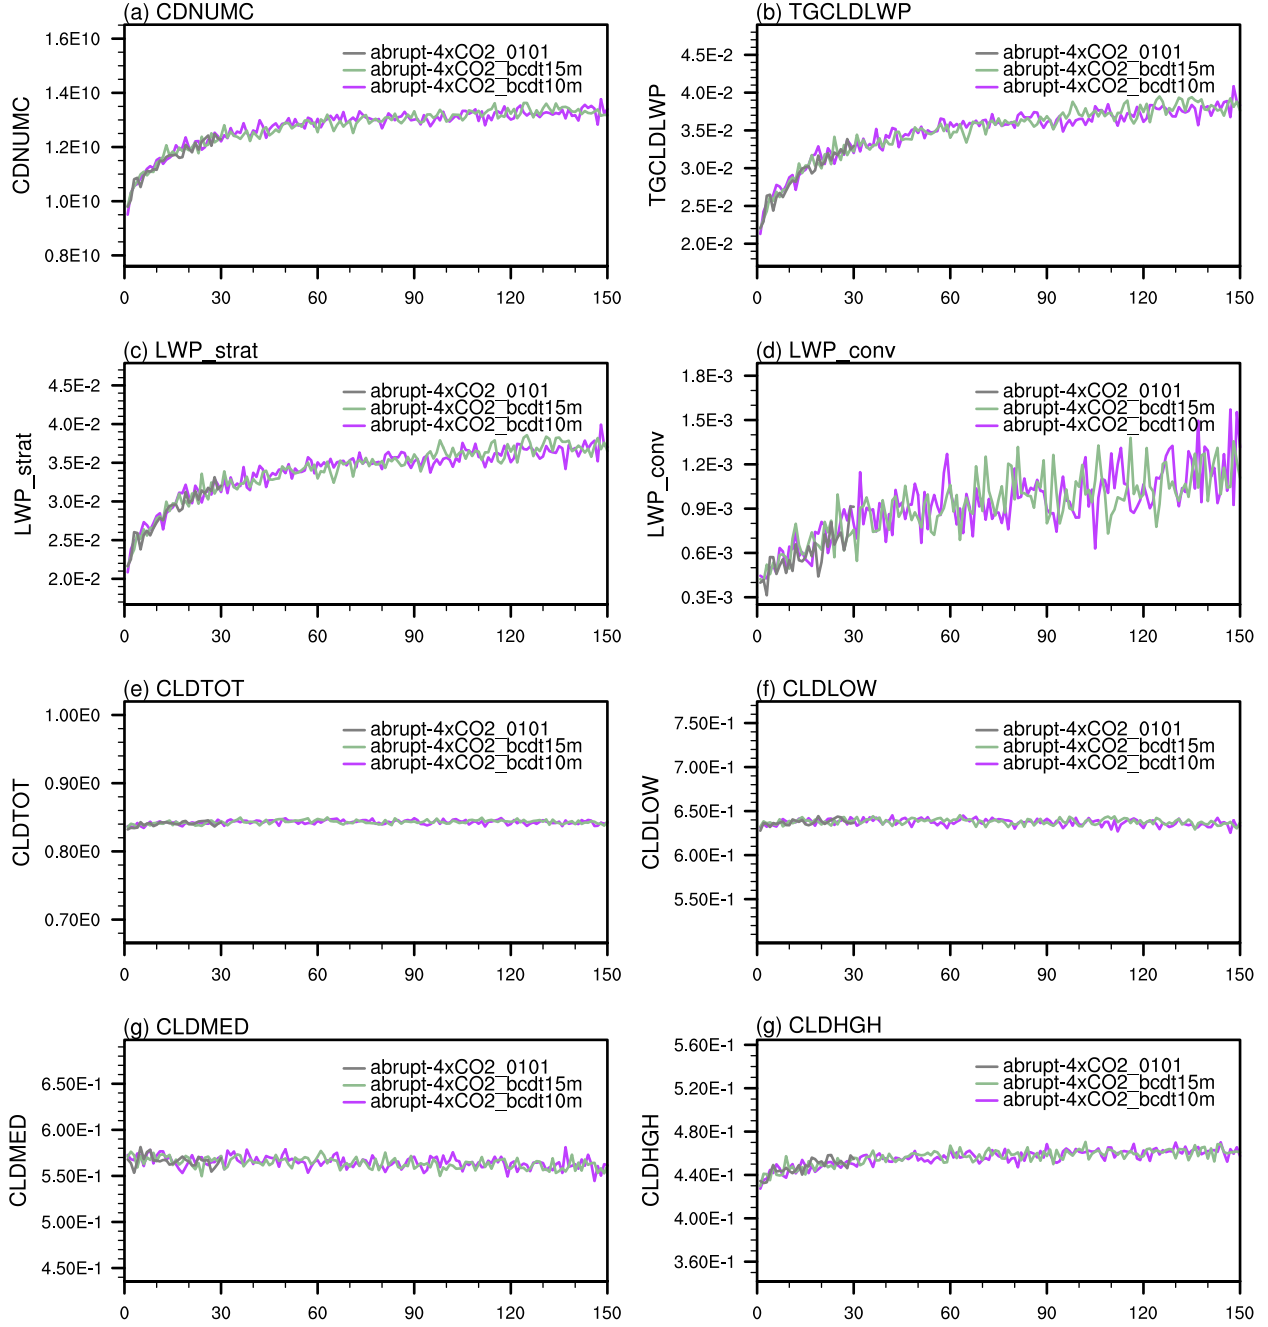 (a) CDNUMC
CDNUMC
1.6E10
1.4E10
1.2E10
1.0E10
0.8E10
abrupt-4xCO2_0101
abrupt-4xCO2_bcdt15m
abrupt-4xCO2_bcdt10m
0 30 60 90 120 150
(b) TGCLDLWP
TGCLDLWP
4.5E-2
4.0E-2
3.5E-2
3.0E-2
2.5E-2
2.0E-2
abrupt-4xCO2_0101
abrupt-4xCO2_bcdt15m
abrupt-4xCO2_bcdt10m
0 30 60 90 120 150
(c) LWP_strat
LWP_strat
4.5E-2
4.0E-2
3.5E-2
3.0E-2
2.5E-2
2.0E-2
abrupt-4xCO2_0101
abrupt-4xCO2_bcdt15m
abrupt-4xCO2_bcdt10m
0 30 60 90 120 150
(d) LWP_conv
LWP_conv
1.8E-3
1.5E-3
1.2E-3
0.9E-3
0.6E-3
0.3E-3
abrupt-4xCO2_0101
abrupt-4xCO2_bcdt15m
abrupt-4xCO2_bcdt10m
0 30 60 90 120 150
(e) CLDTOT
CLDTOT
1.00E0
0.90E0
0.80E0
0.70E0
abrupt-4xCO2_0101
abrupt-4xCO2_bcdt15m
abrupt-4xCO2_bcdt10m
0 30 60 90 120 150
(f) CLDLOW
CLDLOW
7.50E-1
7.00E-1
6.50E-1
6.00E-1
5.50E-1
abrupt-4xCO2_0101
abrupt-4xCO2_bcdt15m
abrupt-4xCO2_bcdt10m
0 30 60 90 120 150
(g) CLDMED
CLDMED
6.50E-1
6.00E-1
5.50E-1
5.00E-1
4.50E-1
abrupt-4xCO2_0101
abrupt-4xCO2_bcdt15m
abrupt-4xCO2_bcdt10m
0 30 60 90 120 150
(g) CLDHGH
CLDHGH
5.60E-1
5.20E-1
4.80E-1
4.40E-1
4.00E-1
3.60E-1
abrupt-4xCO2_0101
abrupt-4xCO2_bcdt15m
abrupt-4xCO2_bcdt10m
0 30 60 90 120 150